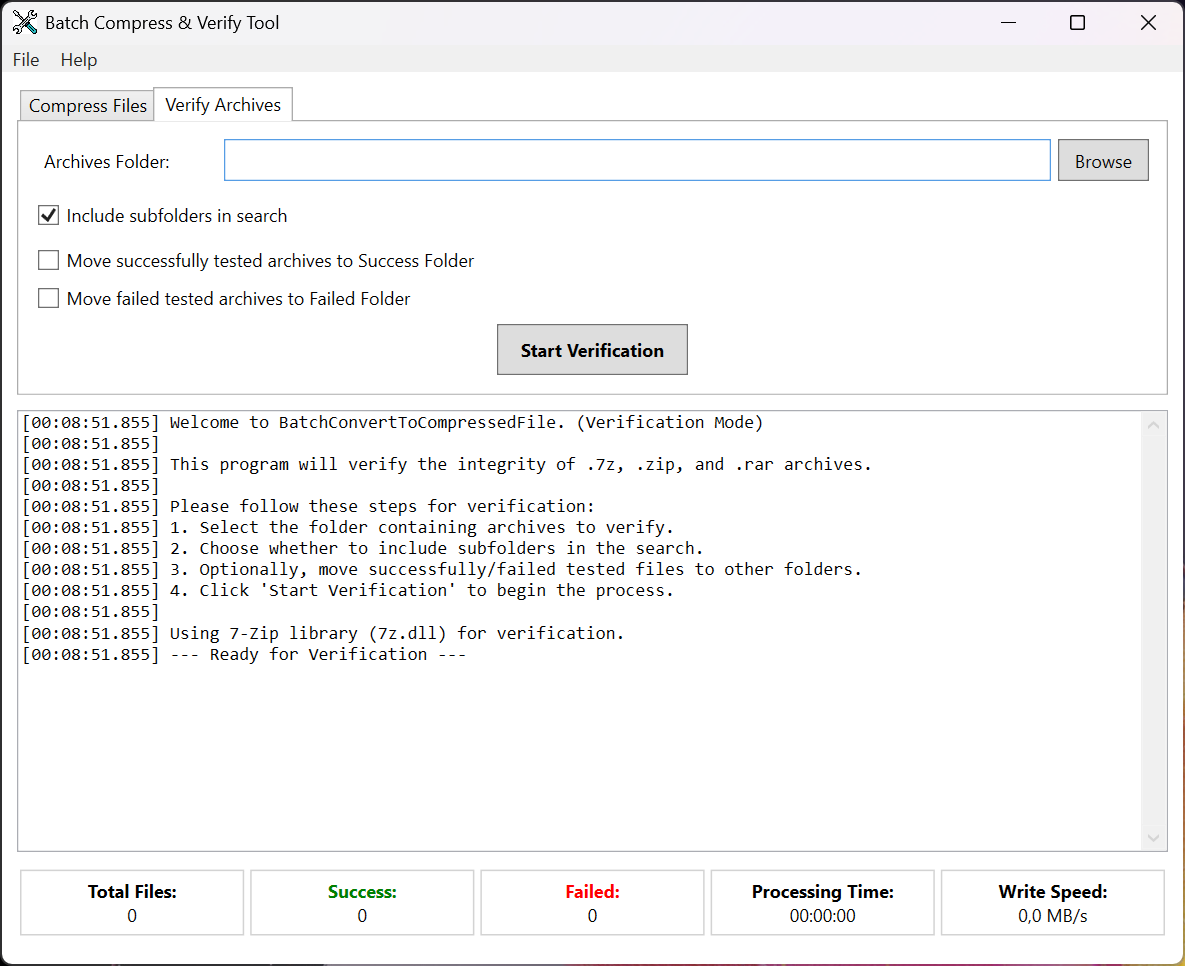 Batch Compress & Verify Tool
File Help
Compress Files Verify Archives
Archives Folder: Browse
Include subfolders in search
Move successfully tested archives to Success Folder
Move failed tested archives to Failed Folder
Start Verification
[00:08:51.855] Welcome to BatchConvertToCompressedFile. (Verification Mode)
[00:08:51.855]
[00:08:51.855] This program will verify the integrity of .7z, .zip, and .rar archives.
[00:08:51.855]
[00:08:51.855] Please follow these steps for verification:
[00:08:51.855] 1. Select the folder containing archives to verify.
[00:08:51.855] 2. Choose whether to include subfolders in the search.
[00:08:51.855] 3. Optionally, move successfully/failed tested files to other folders.
[00:08:51.855] 4. Click 'Start Verification' to begin the process.
[00:08:51.855]
[00:08:51.855] Using 7-Zip library (7z.dll) for verification.
[00:08:51.855] --- Ready for Verification ---
Total Files: Success: Failed: Processing Time: Write Speed:
0 0 0 00:00:00 0,0 MB/s